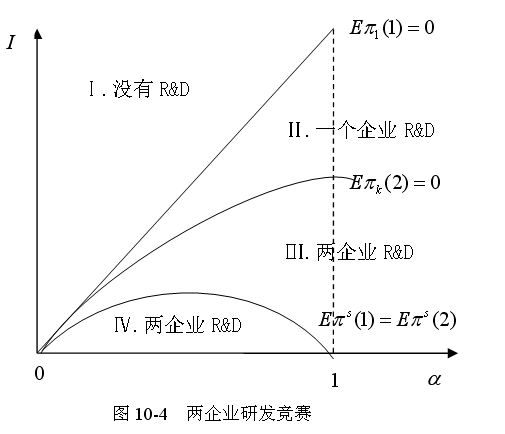 I
Eπ₁(1)=0
Ⅰ.没有 R&D
Ⅱ.一个企业 R&D
Eπₖ(2)=0
Ⅲ.两企业 R&D
Ⅳ.两企业 R&D
Eπˢ(1)=Eπˢ(2)
0
1
α
图 10-4 两企业研发竞赛